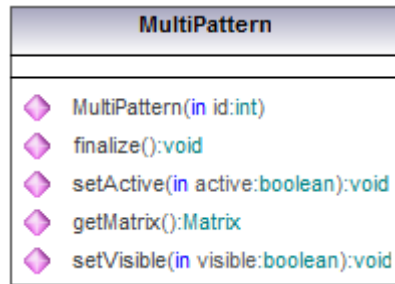 MultiPattern
MultiPattern(in id:int)
finalize():void
setActive(in active:boolean):void
getMatrix():Matrix
setVisible(in visible:boolean):void